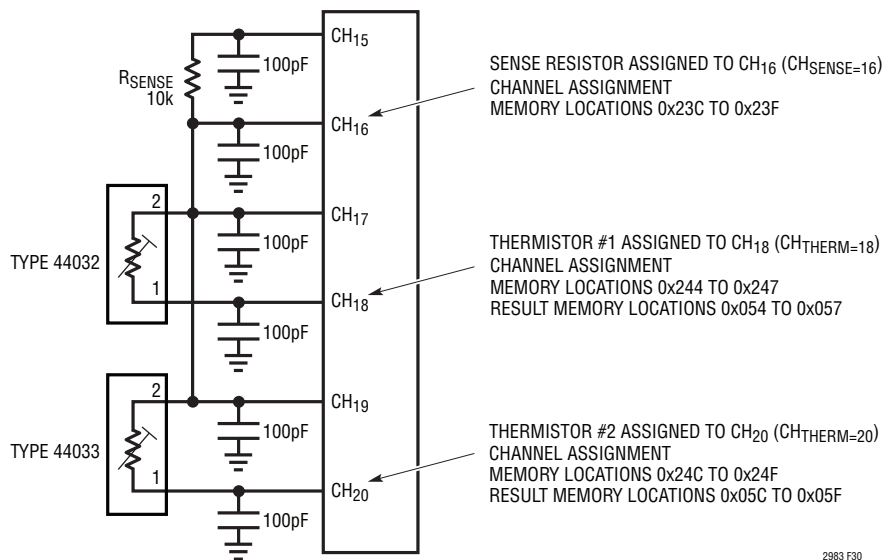 CH15
100pF
RSENSE
10k
CH16
100pF
2
CH17
100pF
TYPE 44032
1
CH18
100pF
2
CH19
100pF
TYPE 44033
1
CH20
100pF
SENSE RESISTOR ASSIGNED TO CH16 (CHSENSE=16)
CHANNEL ASSIGNMENT
MEMORY LOCATIONS 0x23C TO 0x23F
THERMISTOR #1 ASSIGNED TO CH18 (CHTHERM=18)
CHANNEL ASSIGNMENT
MEMORY LOCATIONS 0x244 TO 0x247
RESULT MEMORY LOCATIONS 0x054 TO 0x057
THERMISTOR #2 ASSIGNED TO CH20 (CHTHERM=20)
CHANNEL ASSIGNMENT
MEMORY LOCATIONS 0x24C TO 0x24F
RESULT MEMORY LOCATIONS 0x05C TO 0x05F
2983 F30